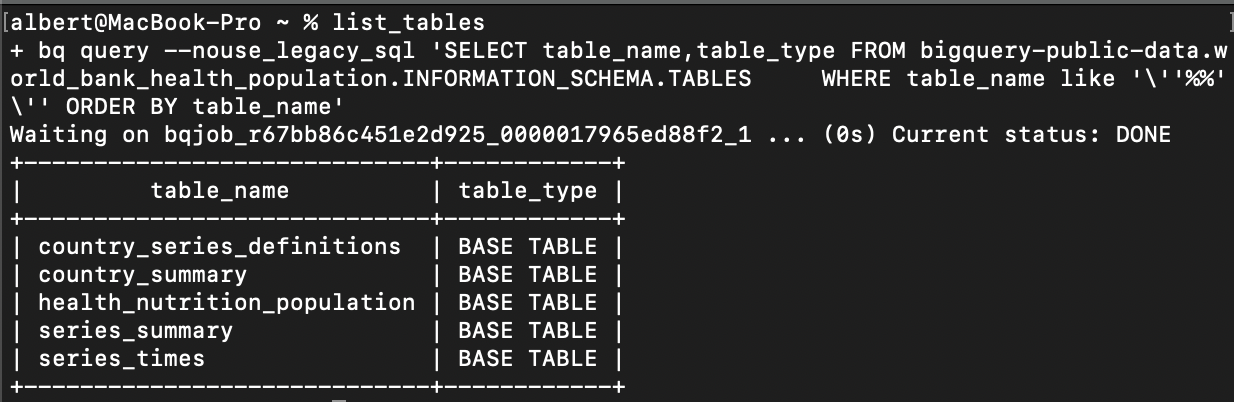 [albert@MacBook-Pro ~ % list_tables ]
+ bq query --nouse_legacy_sql 'SELECT table_name,table_type FROM bigquery-public-data.w
orld_bank_health_population.INFORMATION_SCHEMA.TABLES     WHERE table_name like '\''%%'
\'' ORDER BY table_name'
Waiting on bqjob_r67bb86c451e2d925_0000017965ed88f2_1 ... (0s) Current status: DONE
+-----------------------------+------------+
|         table_name          | table_type |
+-----------------------------+------------+
| country_series_definitions  | BASE TABLE |
| country_summary             | BASE TABLE |
| health_nutrition_population | BASE TABLE |
| series_summary              | BASE TABLE |
| series_times                | BASE TABLE |
+-----------------------------+------------+